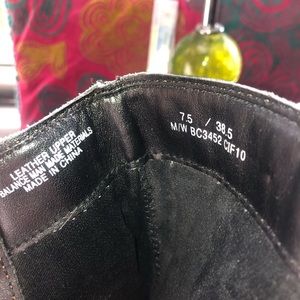 LEATHER UPPER
BALANCE MAN MADE MATERIALS
MADE IN CHINA
7.5 / 38.5
M/W BC3452 CIF10